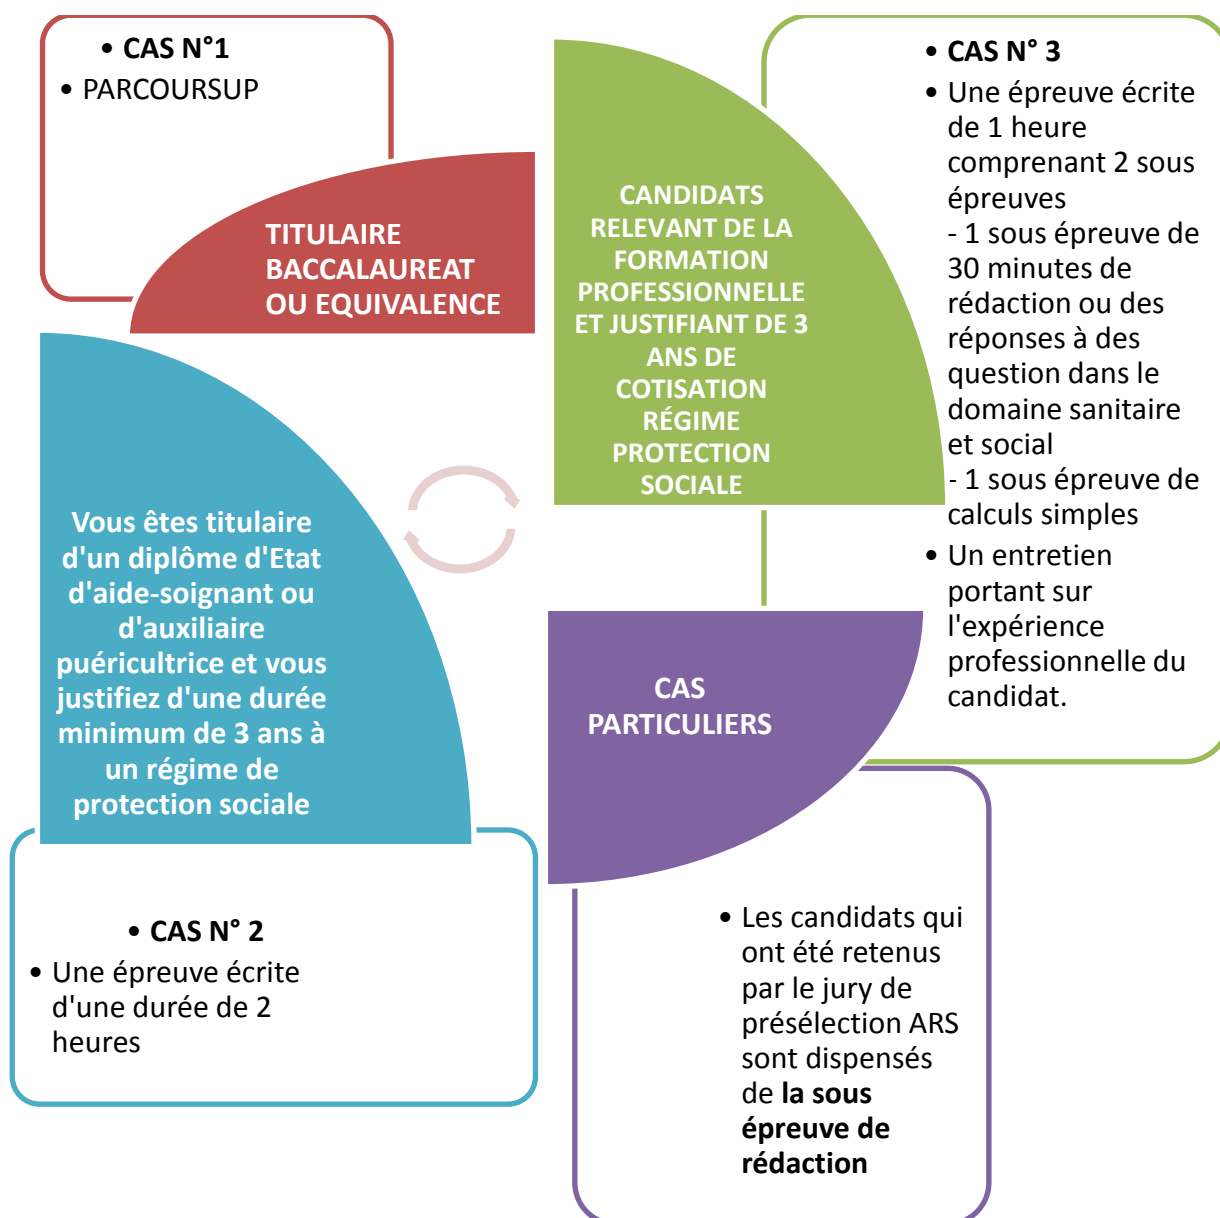 • CAS N°1
• PARCOURSUP
TITULAIRE
BACCALAUREAT
OU EQUIVALENCE
CANDIDATS
RELEVANT DE LA
FORMATION
PROFESSIONNELLE
ET JUSTIFIANT DE 3
ANS DE
COTISATION
RÉGIME
PROTECTION
SOCIALE
• CAS N° 3
• Une épreuve écrite
de 1 heure
comprenant 2 sous
épreuves
- 1 sous épreuve de
30 minutes de
rédaction ou des
réponses à des
question dans le
domaine sanitaire
et social
- 1 sous épreuve de
calculs simples
• Un entretien
portant sur
l'expérience
professionnelle du
candidat.
Vous êtes titulaire
d'un diplôme d'Etat
d'aide-soignant ou
d'auxiliaire
puéricultrice et vous
justifiez d'une durée
minimum de 3 ans à
un régime de
protection sociale
• CAS N° 2
• Une épreuve écrite
d'une durée de 2
heures
CAS
PARTICULIERS
• Les candidats qui
ont été retenus
par le jury de
présélection ARS
sont dispensés
de la sous
épreuve de
rédaction